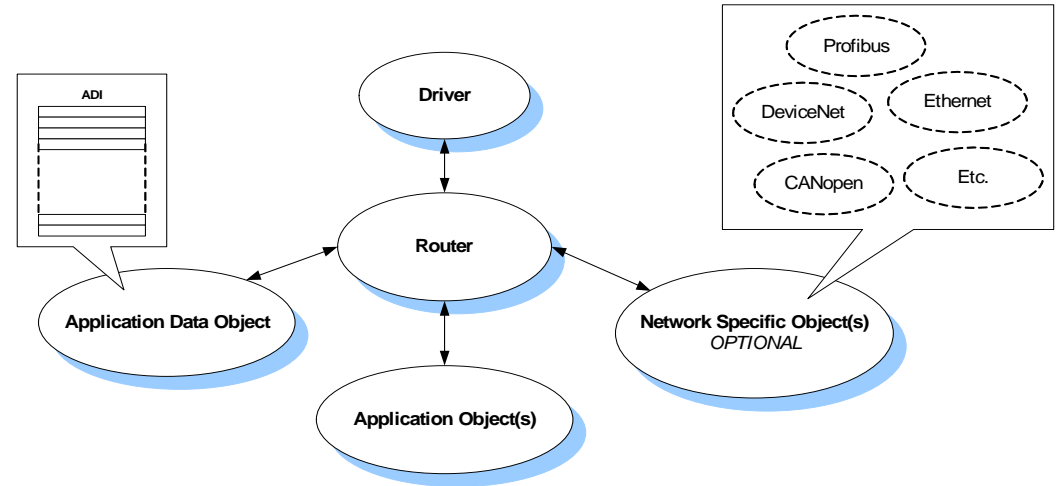 Profibus
ADI
Driver
DeviceNet
Ethernet
CANopen
Etc.
Router
Application Data Object
Network Specific Object(s)
OPTIONAL
Application Object(s)